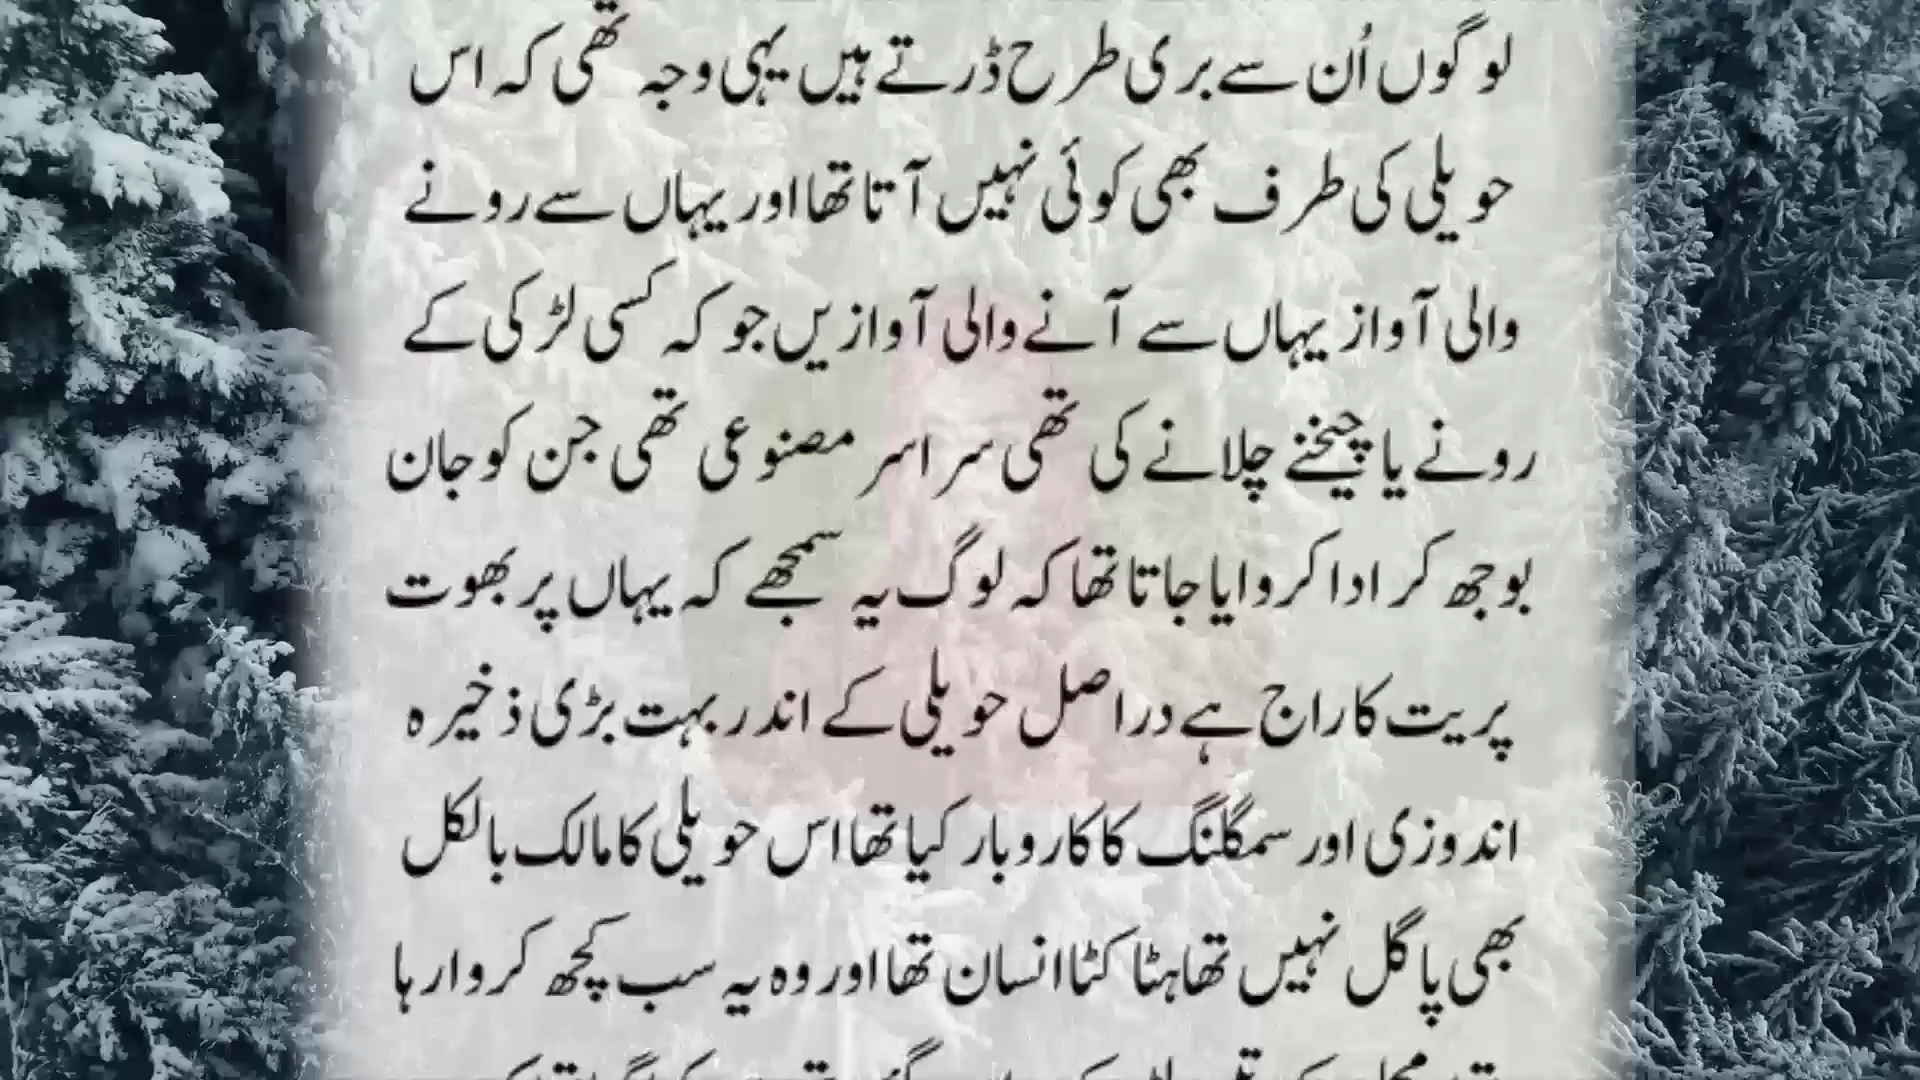 لوگوں اُن سے بری طرح ڈرتے ہیں یہی وجہ تھی کہ اس
حویلی کی طرف بھی کوئی نہیں آتا تھا اور یہاں سے رونے
والی آواز یہاں سے آنے والی آوازیں جو کہ کسی لڑکی کے
رونے یا چیخنے چلانے کی تھی سراسر مصنوعی تھی جن کو جان
بوجھ کر ادا کروایا جاتا تھا کہ لوگ یہ سمجھے کہ یہاں پر بھوت
پریت کا راج ہے دراصل حویلی کے اندر بہت بڑی ذخیرہ
اندوزی اور سمگلنگ کا کاروبار کیا تھا اس حویلی کا مالک بالکل
بھی پاگل نہیں تھا ہٹا کٹا انسان تھا اور وہ یہ سب کچھ کروا رہا